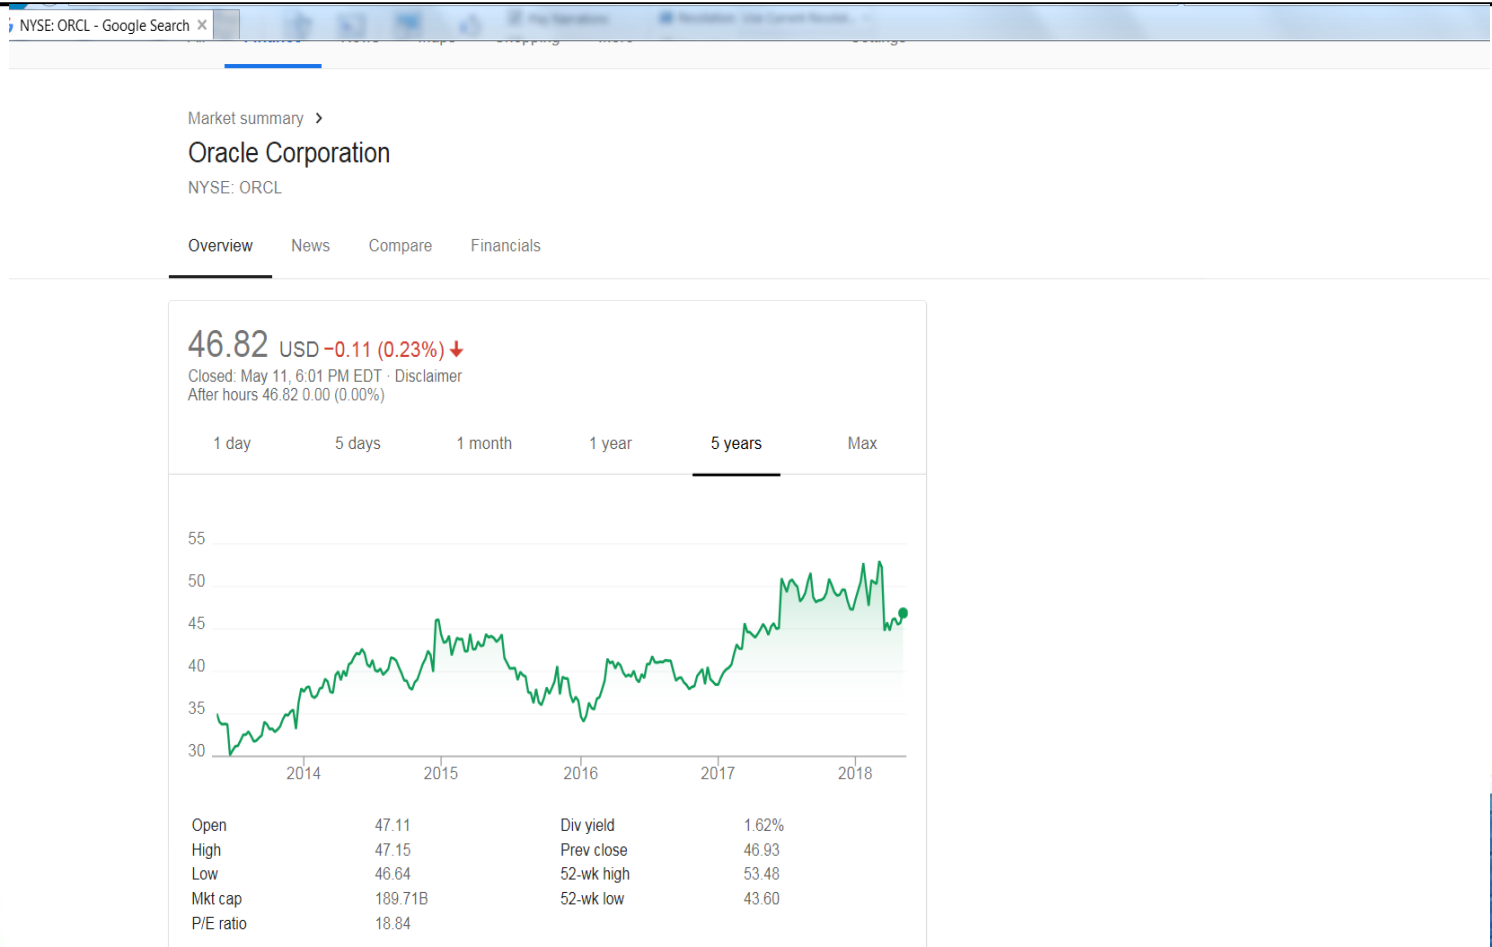 NYSE: ORCL - Google Search ×
Market summary >
Oracle Corporation
NYSE: ORCL
Overview News Compare Financials
46.82 USD −0.11 (0.23%)
Closed: May 11, 6:01 PM EDT · Disclaimer
After hours 46.82 0.00 (0.00%)
1 day 5 days 1 month 1 year 5 years Max
55
50
45
40
35
30
2014 2015 2016 2017 2018
Open 47.11 Div yield 1.62%
High 47.15 Prev close 46.93
Low 46.64 52-wk high 53.48
Mkt cap 189.71B 52-wk low 43.60
P/E ratio 18.84